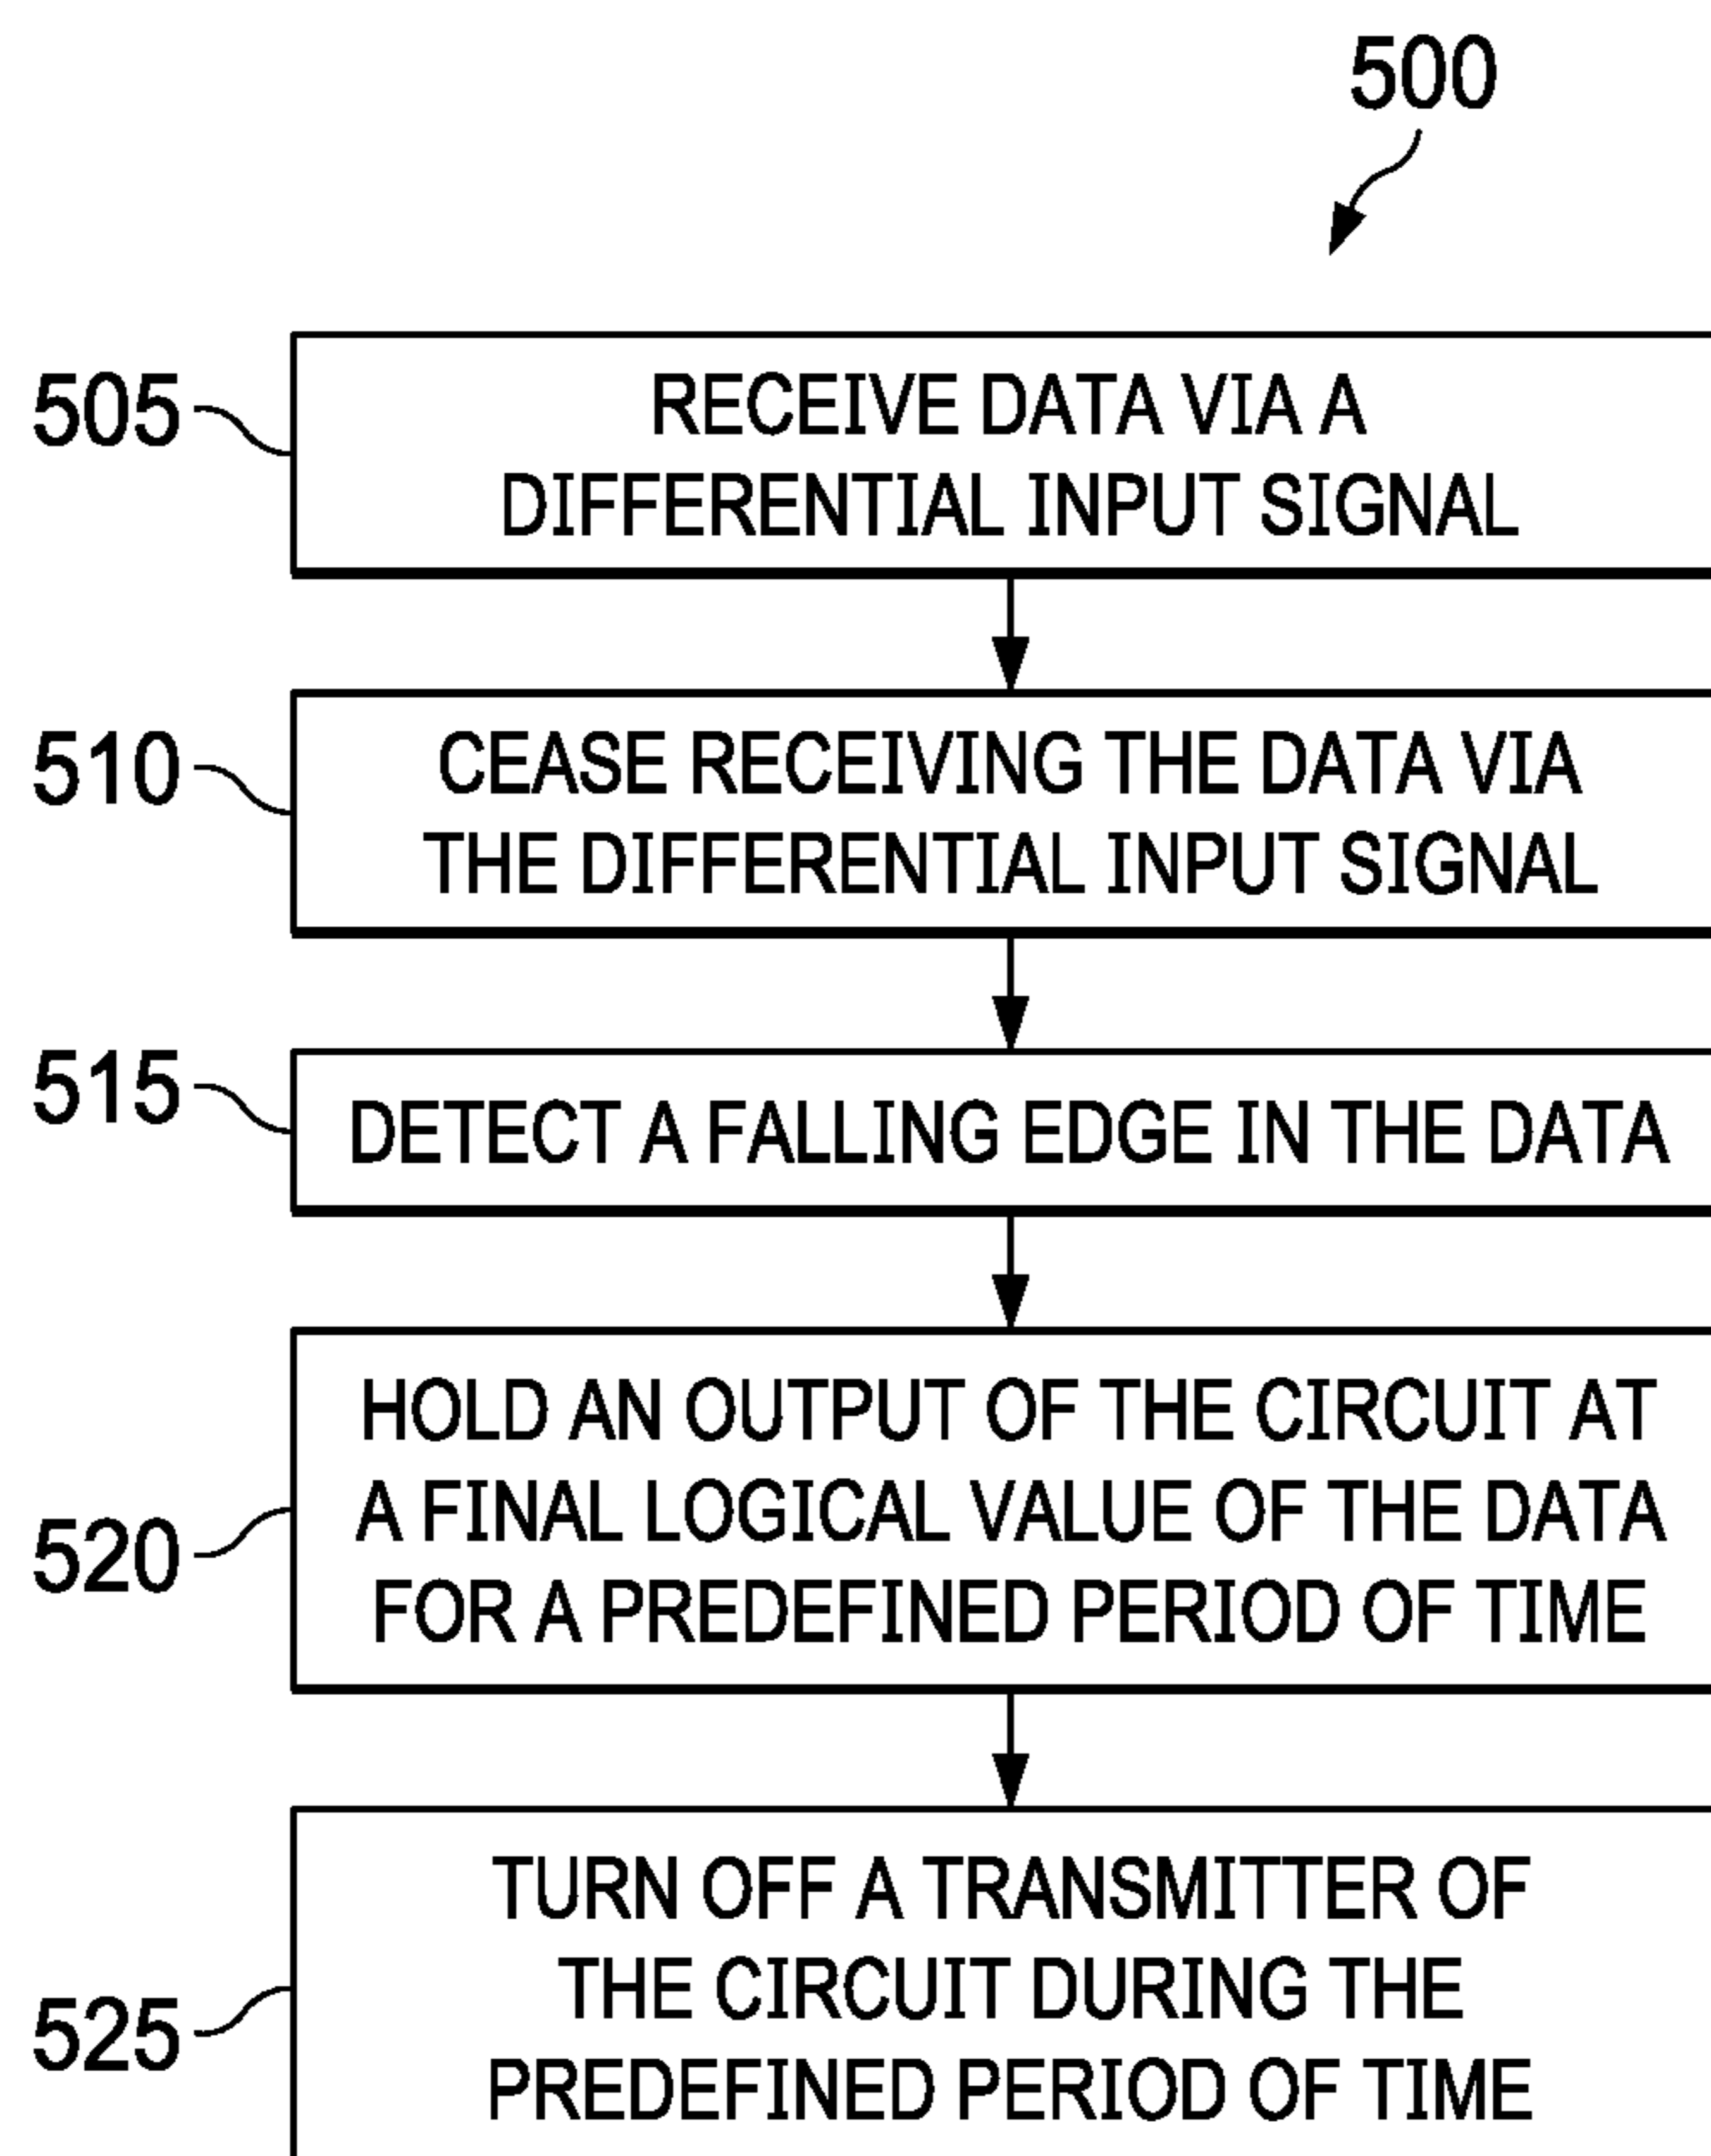 500
505
RECEIVE DATA VIA A
DIFFERENTIAL INPUT SIGNAL
510
CEASE RECEIVING THE DATA VIA
THE DIFFERENTIAL INPUT SIGNAL
515
DETECT A FALLING EDGE IN THE DATA
520
HOLD AN OUTPUT OF THE CIRCUIT AT
A FINAL LOGICAL VALUE OF THE DATA
FOR A PREDEFINED PERIOD OF TIME
525
TURN OFF A TRANSMITTER OF
THE CIRCUIT DURING THE
PREDEFINED PERIOD OF TIME